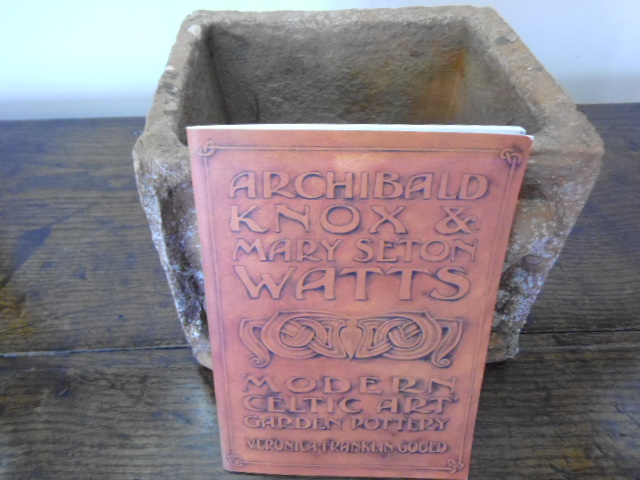 ARCHIBALD
KNOX &
MARY SETON
WATTS
MODERN
CELTIC ART
GARDEN POTTERY
VERONICA FRANKLIN GOULD